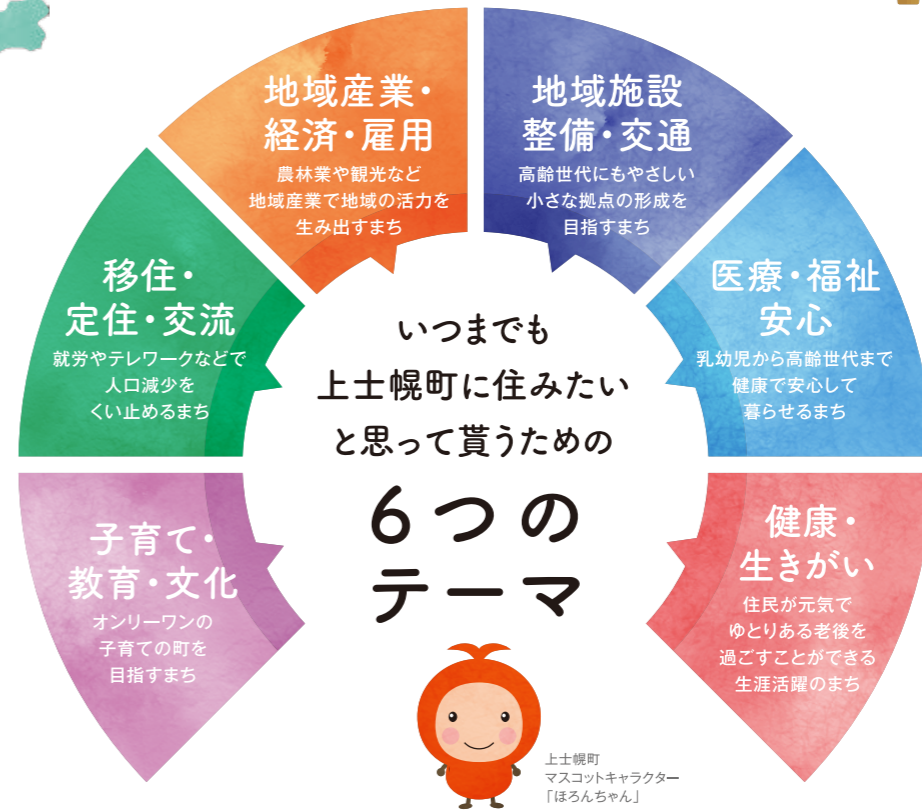 地域産業・
経済・雇用
農林業や観光など
地域産業で地域の活力を
生み出すまち
地域施設
整備・交通
高齢世代にもやさしい
小さな拠点の形成を
目指すまち
移住・
定住・交流
就労やテレワークなどで
人口減少を
くい止めるまち
医療・福祉
安心
乳幼児から高齢世代まで
健康で安心して
暮らせるまち
いつまでも
上士幌町に住みたい
と思って貰うための
6つの
テーマ
子育て・
教育・文化
オンリーワンの
子育ての町を
目指すまち
健康・
生きがい
住民が元気で
ゆとりある老後を
過ごすことができる
生涯活躍のまち
上士幌町
マスコットキャラクター
「ほろんちゃん」